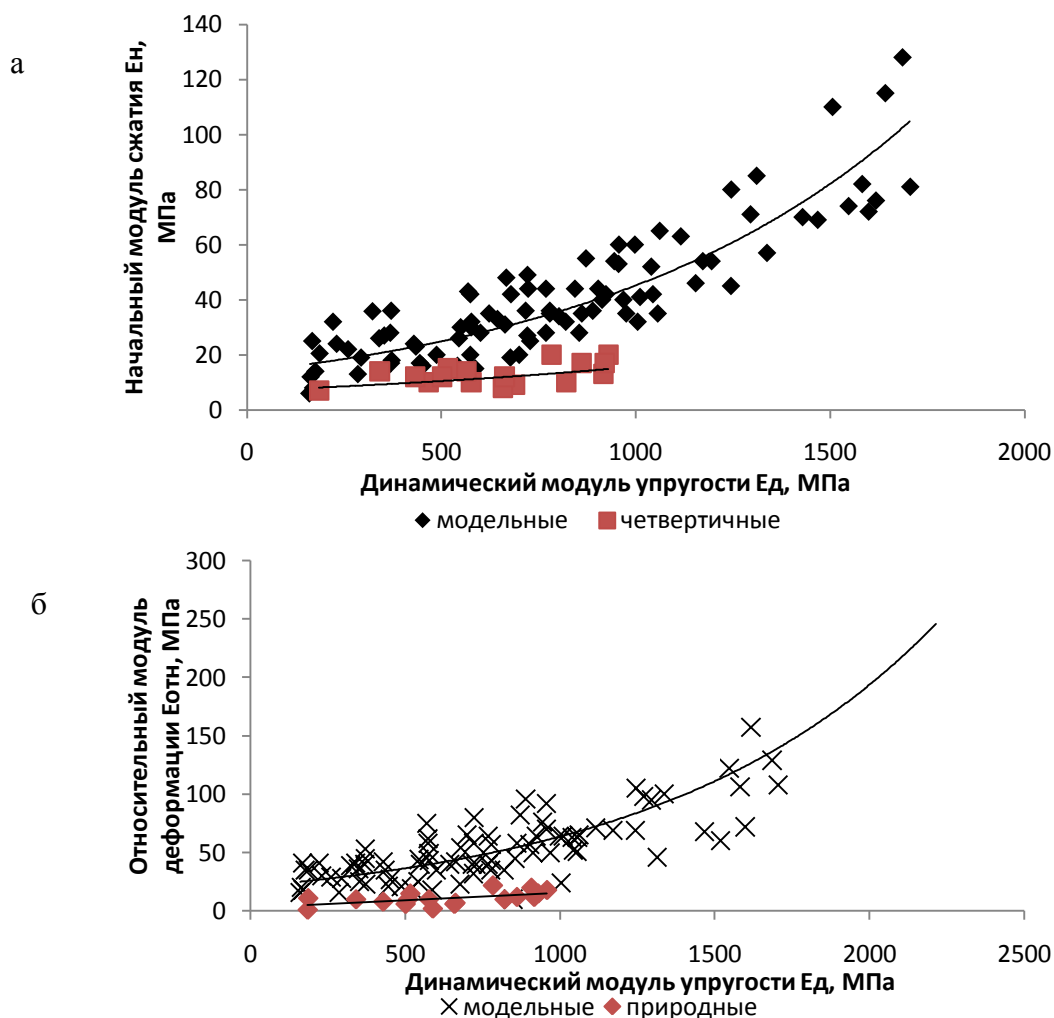 а
Начальный модуль сжатия Ен,
МПа
140
120
100
80
60
40
20
0
0 500 1000 1500 2000
Динамический модуль упругости Ед, МПа
модельные четвертичные
б
Относительный модуль
деформации Еотн, МПа
300
250
200
150
100
50
0
0 500 1000 1500 2000 2500
Динамический модуль упругости Ед, МПа
модельные природные